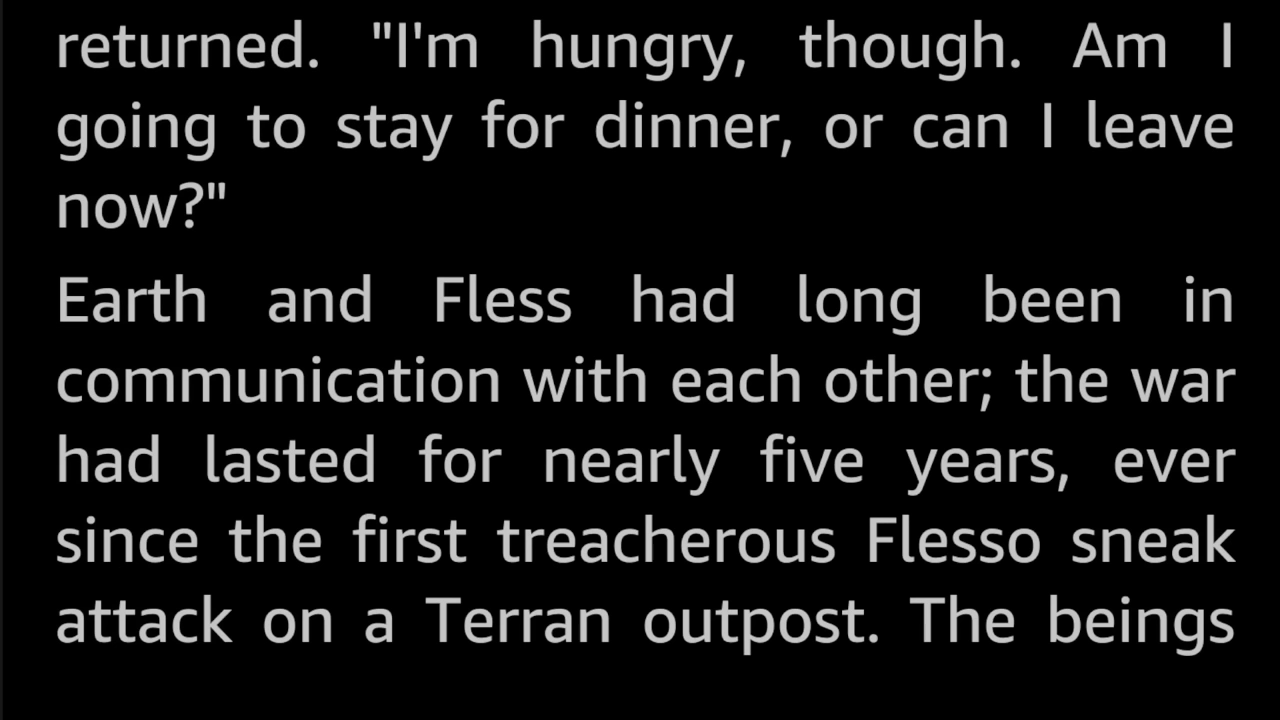 returned. "I'm hungry, though. Am I
going to stay for dinner, or can I leave
now?"
Earth and Fless had long been in
communication with each other; the war
had lasted for nearly five years, ever
since the first treacherous Flesso sneak
attack on a Terran outpost. The beings